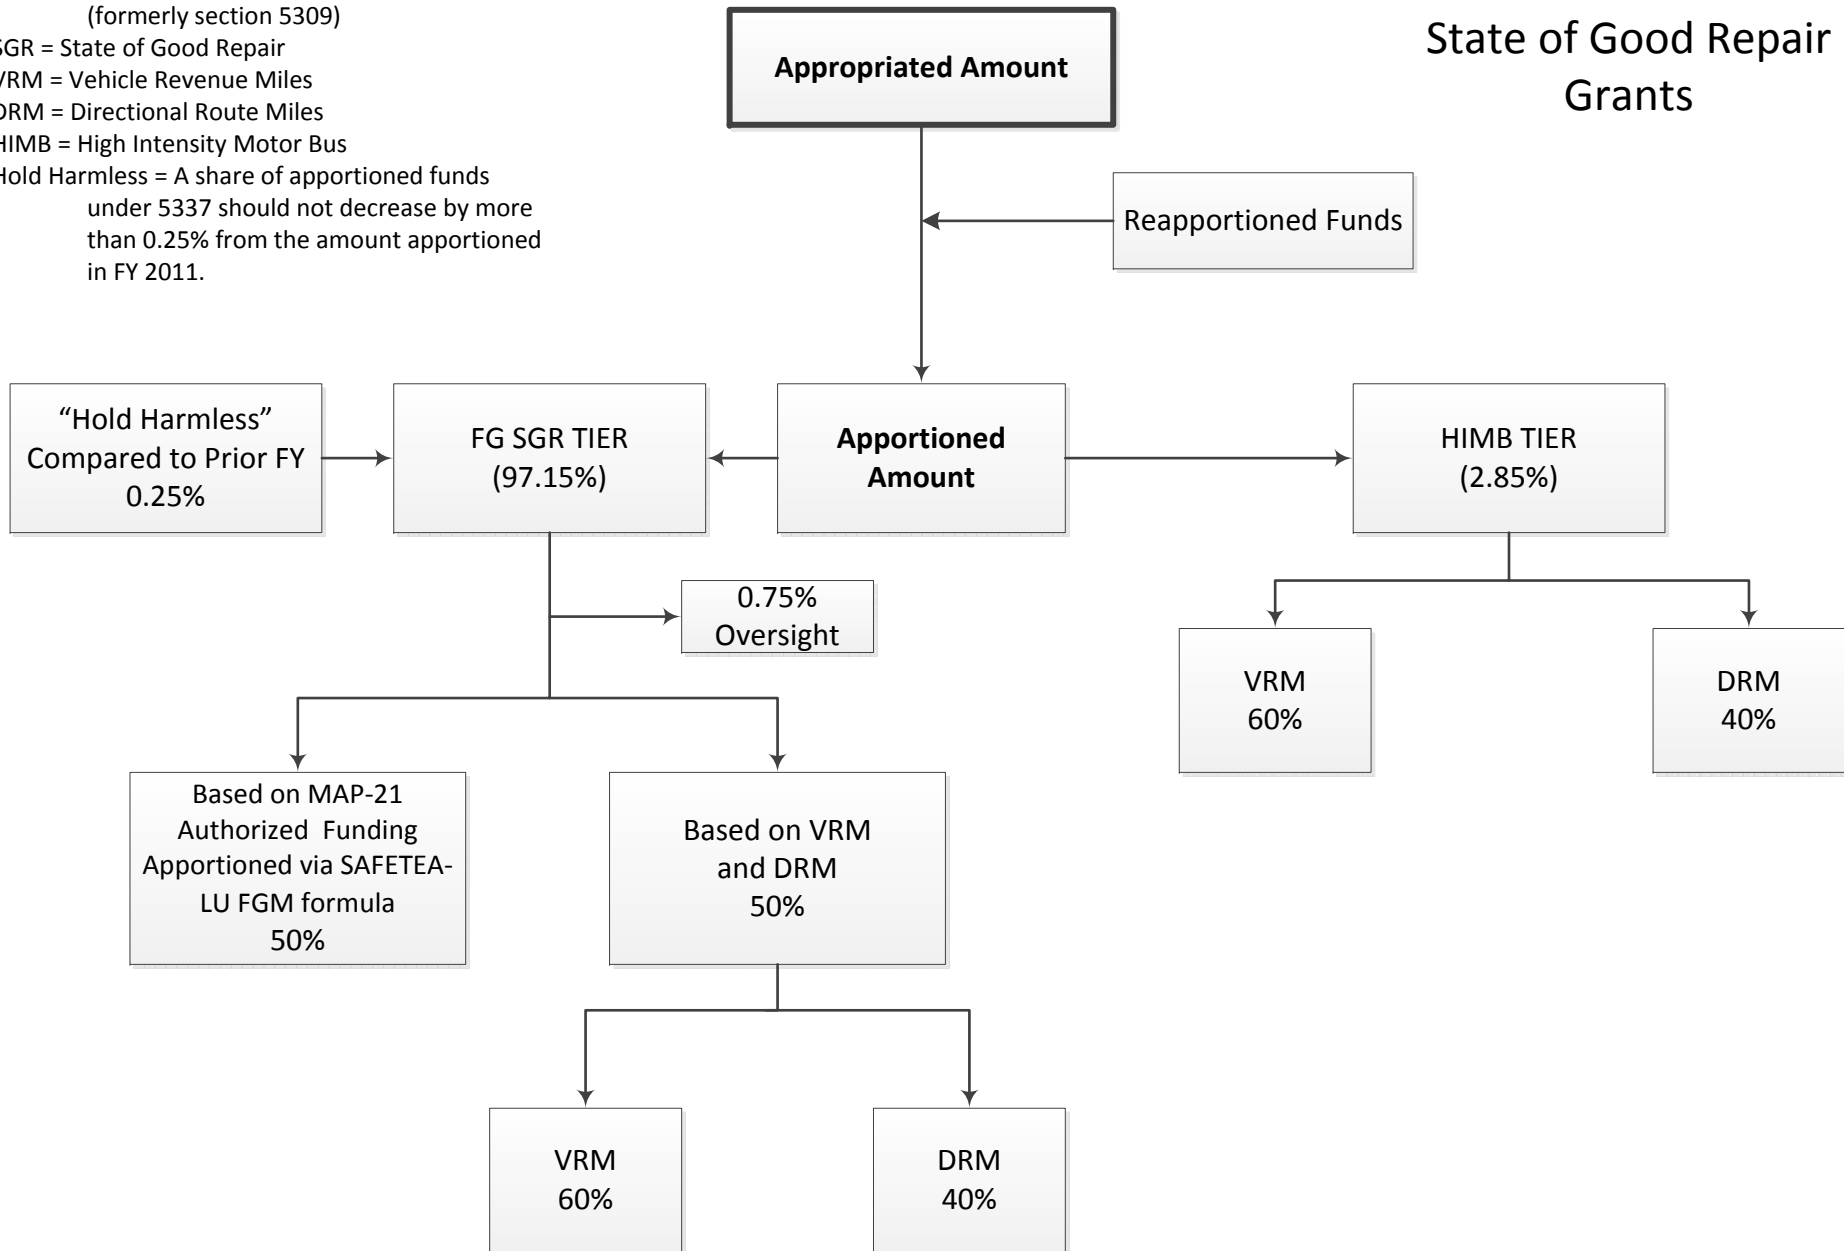 (formerly section 5309)
SGR = State of Good Repair
VRM = Vehicle Revenue Miles
DRM = Directional Route Miles
HIMB = High Intensity Motor Bus
Hold Harmless = A share of apportioned funds
under 5337 should not decrease by more
than 0.25% from the amount apportioned
in FY 2011.
State of Good Repair
Grants
Appropriated Amount
Reapportioned Funds
“Hold Harmless”
Compared to Prior FY
0.25%
FG SGR TIER
(97.15%)
Apportioned
Amount
HIMB TIER
(2.85%)
0.75%
Oversight
VRM
60%
DRM
40%
Based on MAP-21
Authorized  Funding
Apportioned via SAFETEA-
LU FGM formula
50%
Based on VRM
and DRM
50%
VRM
60%
DRM
40%